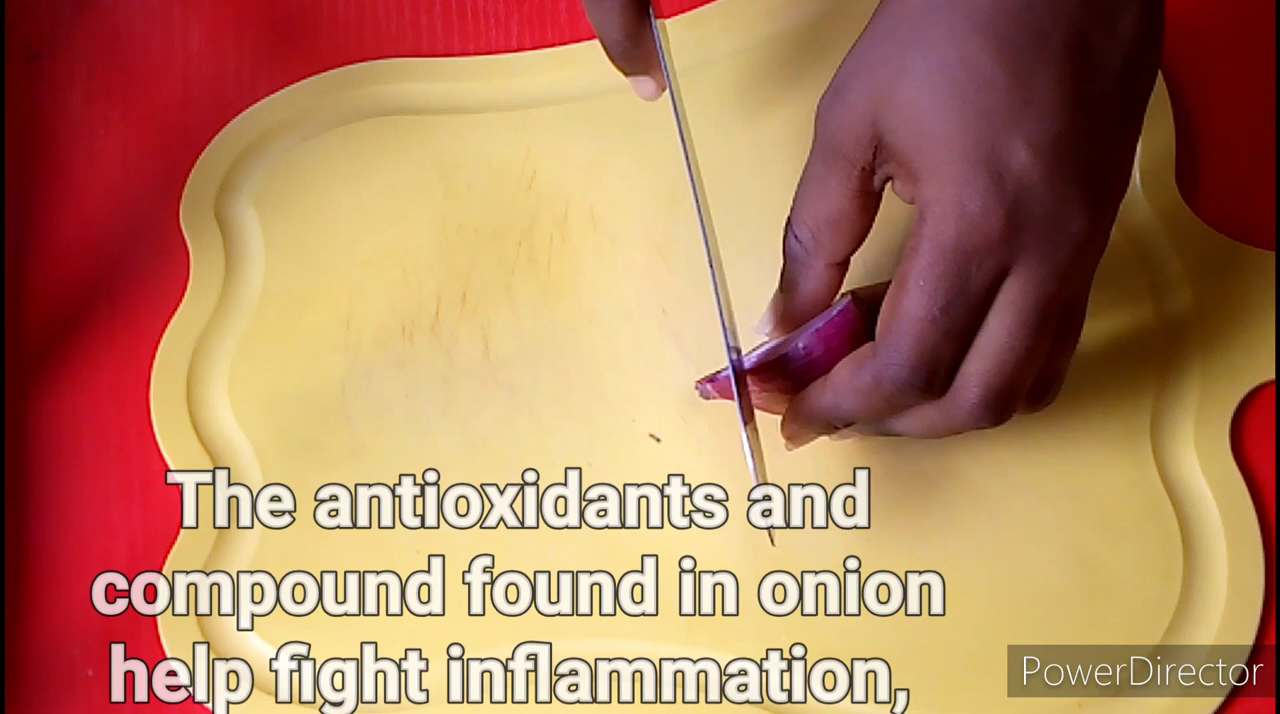 The antioxidants and
compound found in onion
help fight inflammation,
PowerDirector